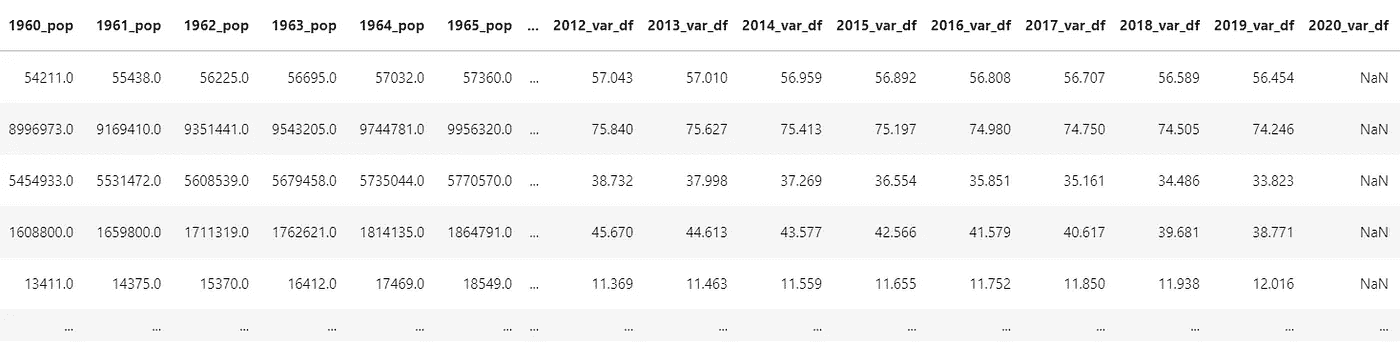 1960_pop 1961_pop 1962_pop 1963_pop 1964_pop 1965_pop ... 2012_var_df 2013_var_df 2014_var_df 2015_var_df 2016_var_df 2017_var_df 2018_var_df 2019_var_df 2020_var_df
54211.0 55438.0 56225.0 56695.0 57032.0 57360.0 ... 57.043 57.010 56.959 56.892 56.808 56.707 56.589 56.454 NaN
8996973.0 9169410.0 9351441.0 9543205.0 9744781.0 9956320.0 ... 75.840 75.627 75.413 75.197 74.980 74.750 74.505 74.246 NaN
5454933.0 5531472.0 5608539.0 5679458.0 5735044.0 5770570.0 ... 38.732 37.998 37.269 36.554 35.851 35.161 34.486 33.823 NaN
1608800.0 1659800.0 1711319.0 1762621.0 1814135.0 1864791.0 ... 45.670 44.613 43.577 42.566 41.579 40.617 39.681 38.771 NaN
13411.0 14375.0 15370.0 16412.0 17469.0 18549.0 ... 11.369 11.463 11.559 11.655 11.752 11.850 11.938 12.016 NaN
... ... ... ... ... ... ... ... ... ... ... ... ... ... ... ...